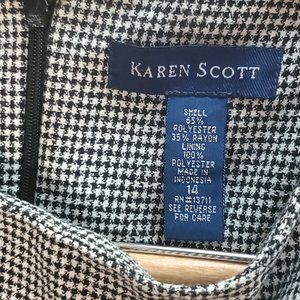 KAREN SCOTT
SHELL
65%
POLYESTER
35% RAYON
LINING
100%
POLYESTER
MADE IN
INDONESIA
14
RN#13711
SEE REVERSE
FOR CARE